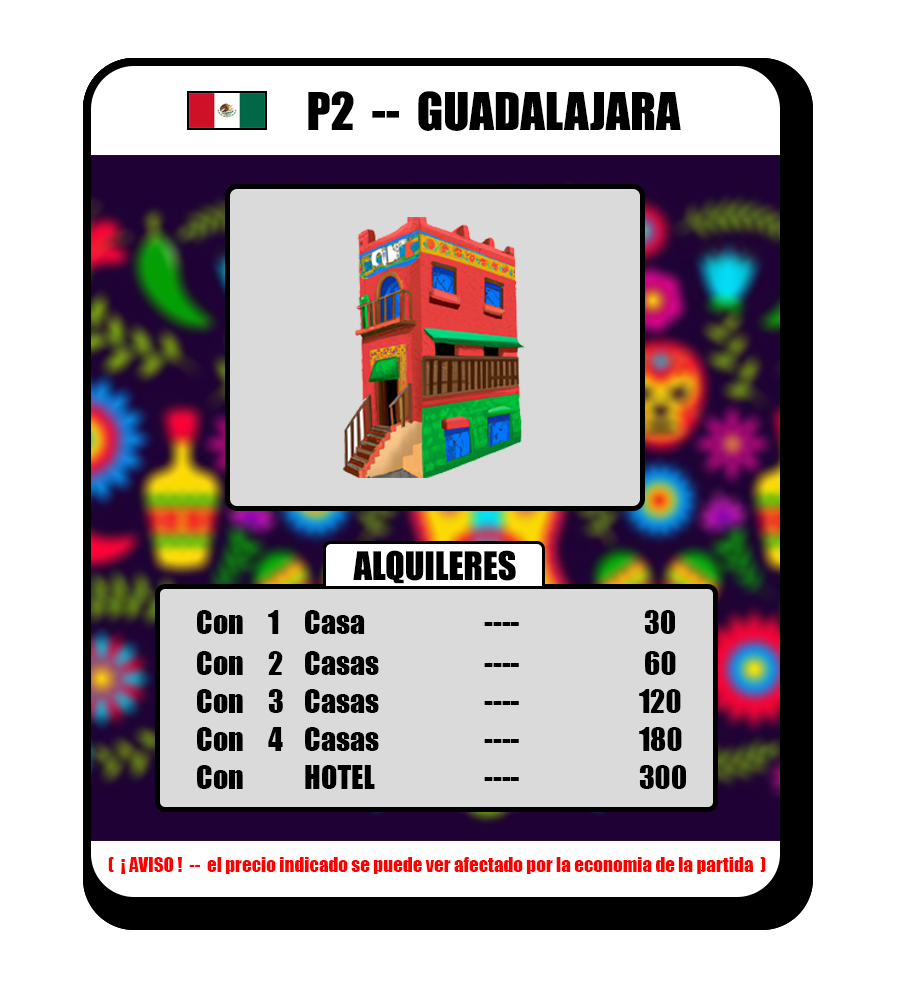 P2 -- GUADALAJARA
ALQUILERES
Con 1 Casa ---- 30
Con 2 Casas ---- 60
Con 3 Casas ---- 120
Con 4 Casas ---- 180
Con HOTEL ---- 300
( ¡ AVISO ! -- el precio indicado se puede ver afectado por la economia de la partida )